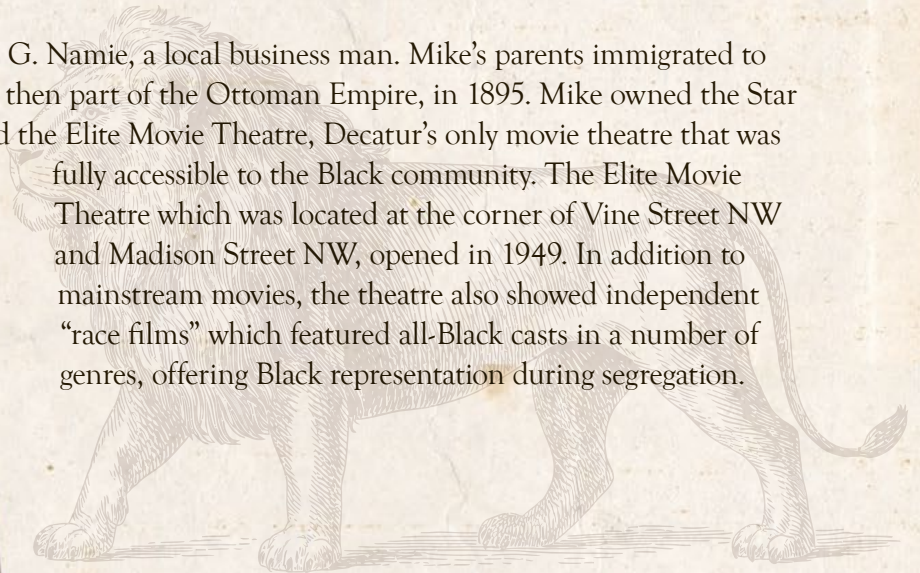 G. Namie, a local business man. Mike’s parents immigrated to
then part of the Ottoman Empire, in 1895. Mike owned the Star
the Elite Movie Theatre, Decatur’s only movie theatre that was
fully accessible to the Black community. The Elite Movie
Theatre which was located at the corner of Vine Street NW
and Madison Street NW, opened in 1949. In addition to
mainstream movies, the theatre also showed independent
“race films” which featured all-Black casts in a number of
genres, offering Black representation during segregation.